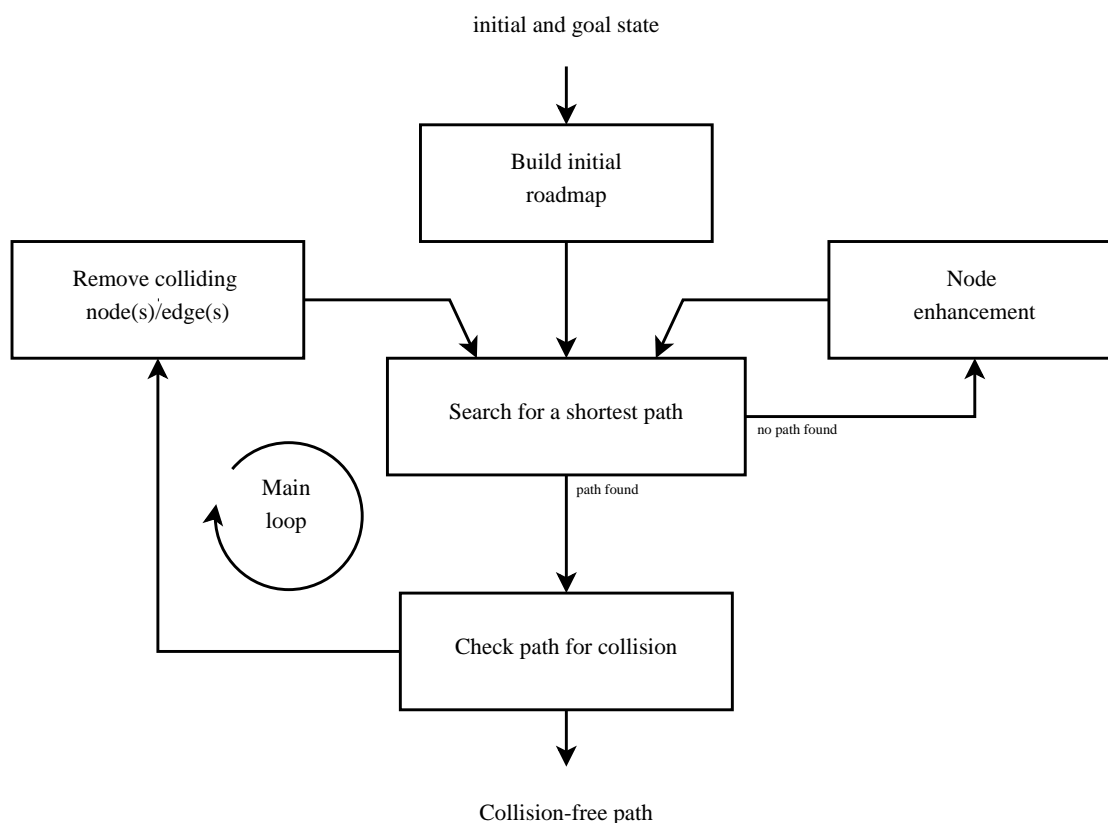 initial and goal state
Build initial
roadmap
Remove colliding
node(s)/edge(s)
Node
enhancement
Search for a shortest path
no path found
path found
Main
loop
Check path for collision
Collision-free path